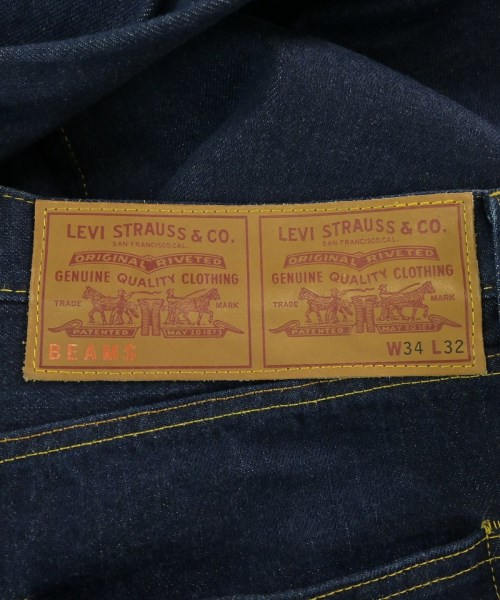 LEVI STRAUSS & CO.
SAN FRANCISCO, CAL.
ORIGINAL RIVETED
GENUINE QUALITY CLOTHING
TRADE MARK
PATENTED MAY 20 1873
BEAMS
LEVI STRAUSS & CO.
SAN FRANCISCO, CAL.
ORIGINAL RIVETED
GENUINE QUALITY CLOTHING
TRADE MARK
PATENTED MAY 20 1873
W34 L32